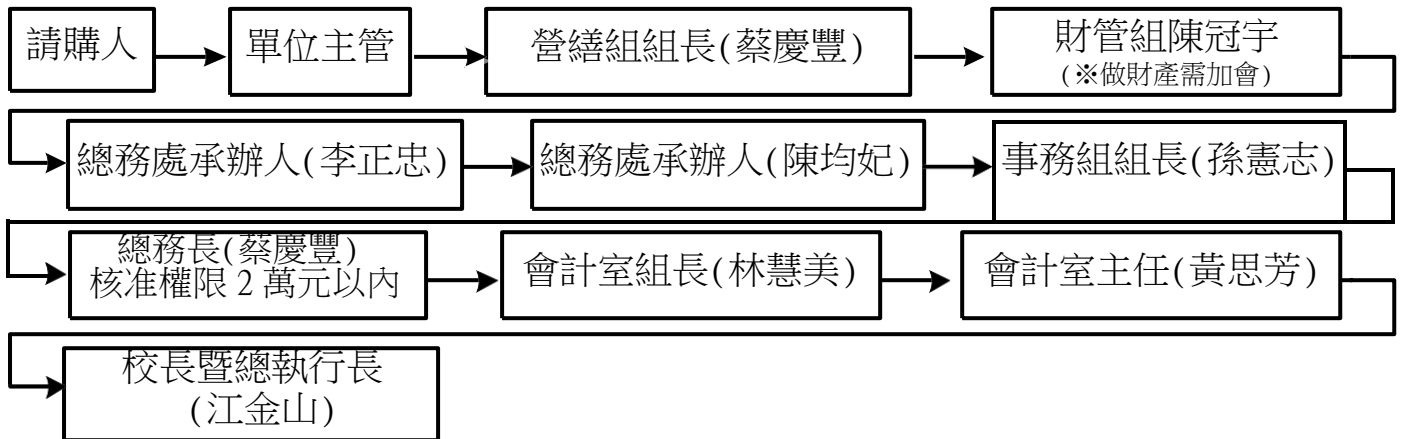 請購人
單位主管
營繕組組長(蔡慶豐)
財管組陳冠宇
(※做財產需加會)
總務處承辦人(李正忠)
總務處承辦人(陳均妃)
事務組組長(孫憲志)
總務長(蔡慶豐)
核准權限 2 萬元以內
會計室組長(林慧美)
會計室主任(黃思芳)
校長暨總執行長
(江金山)